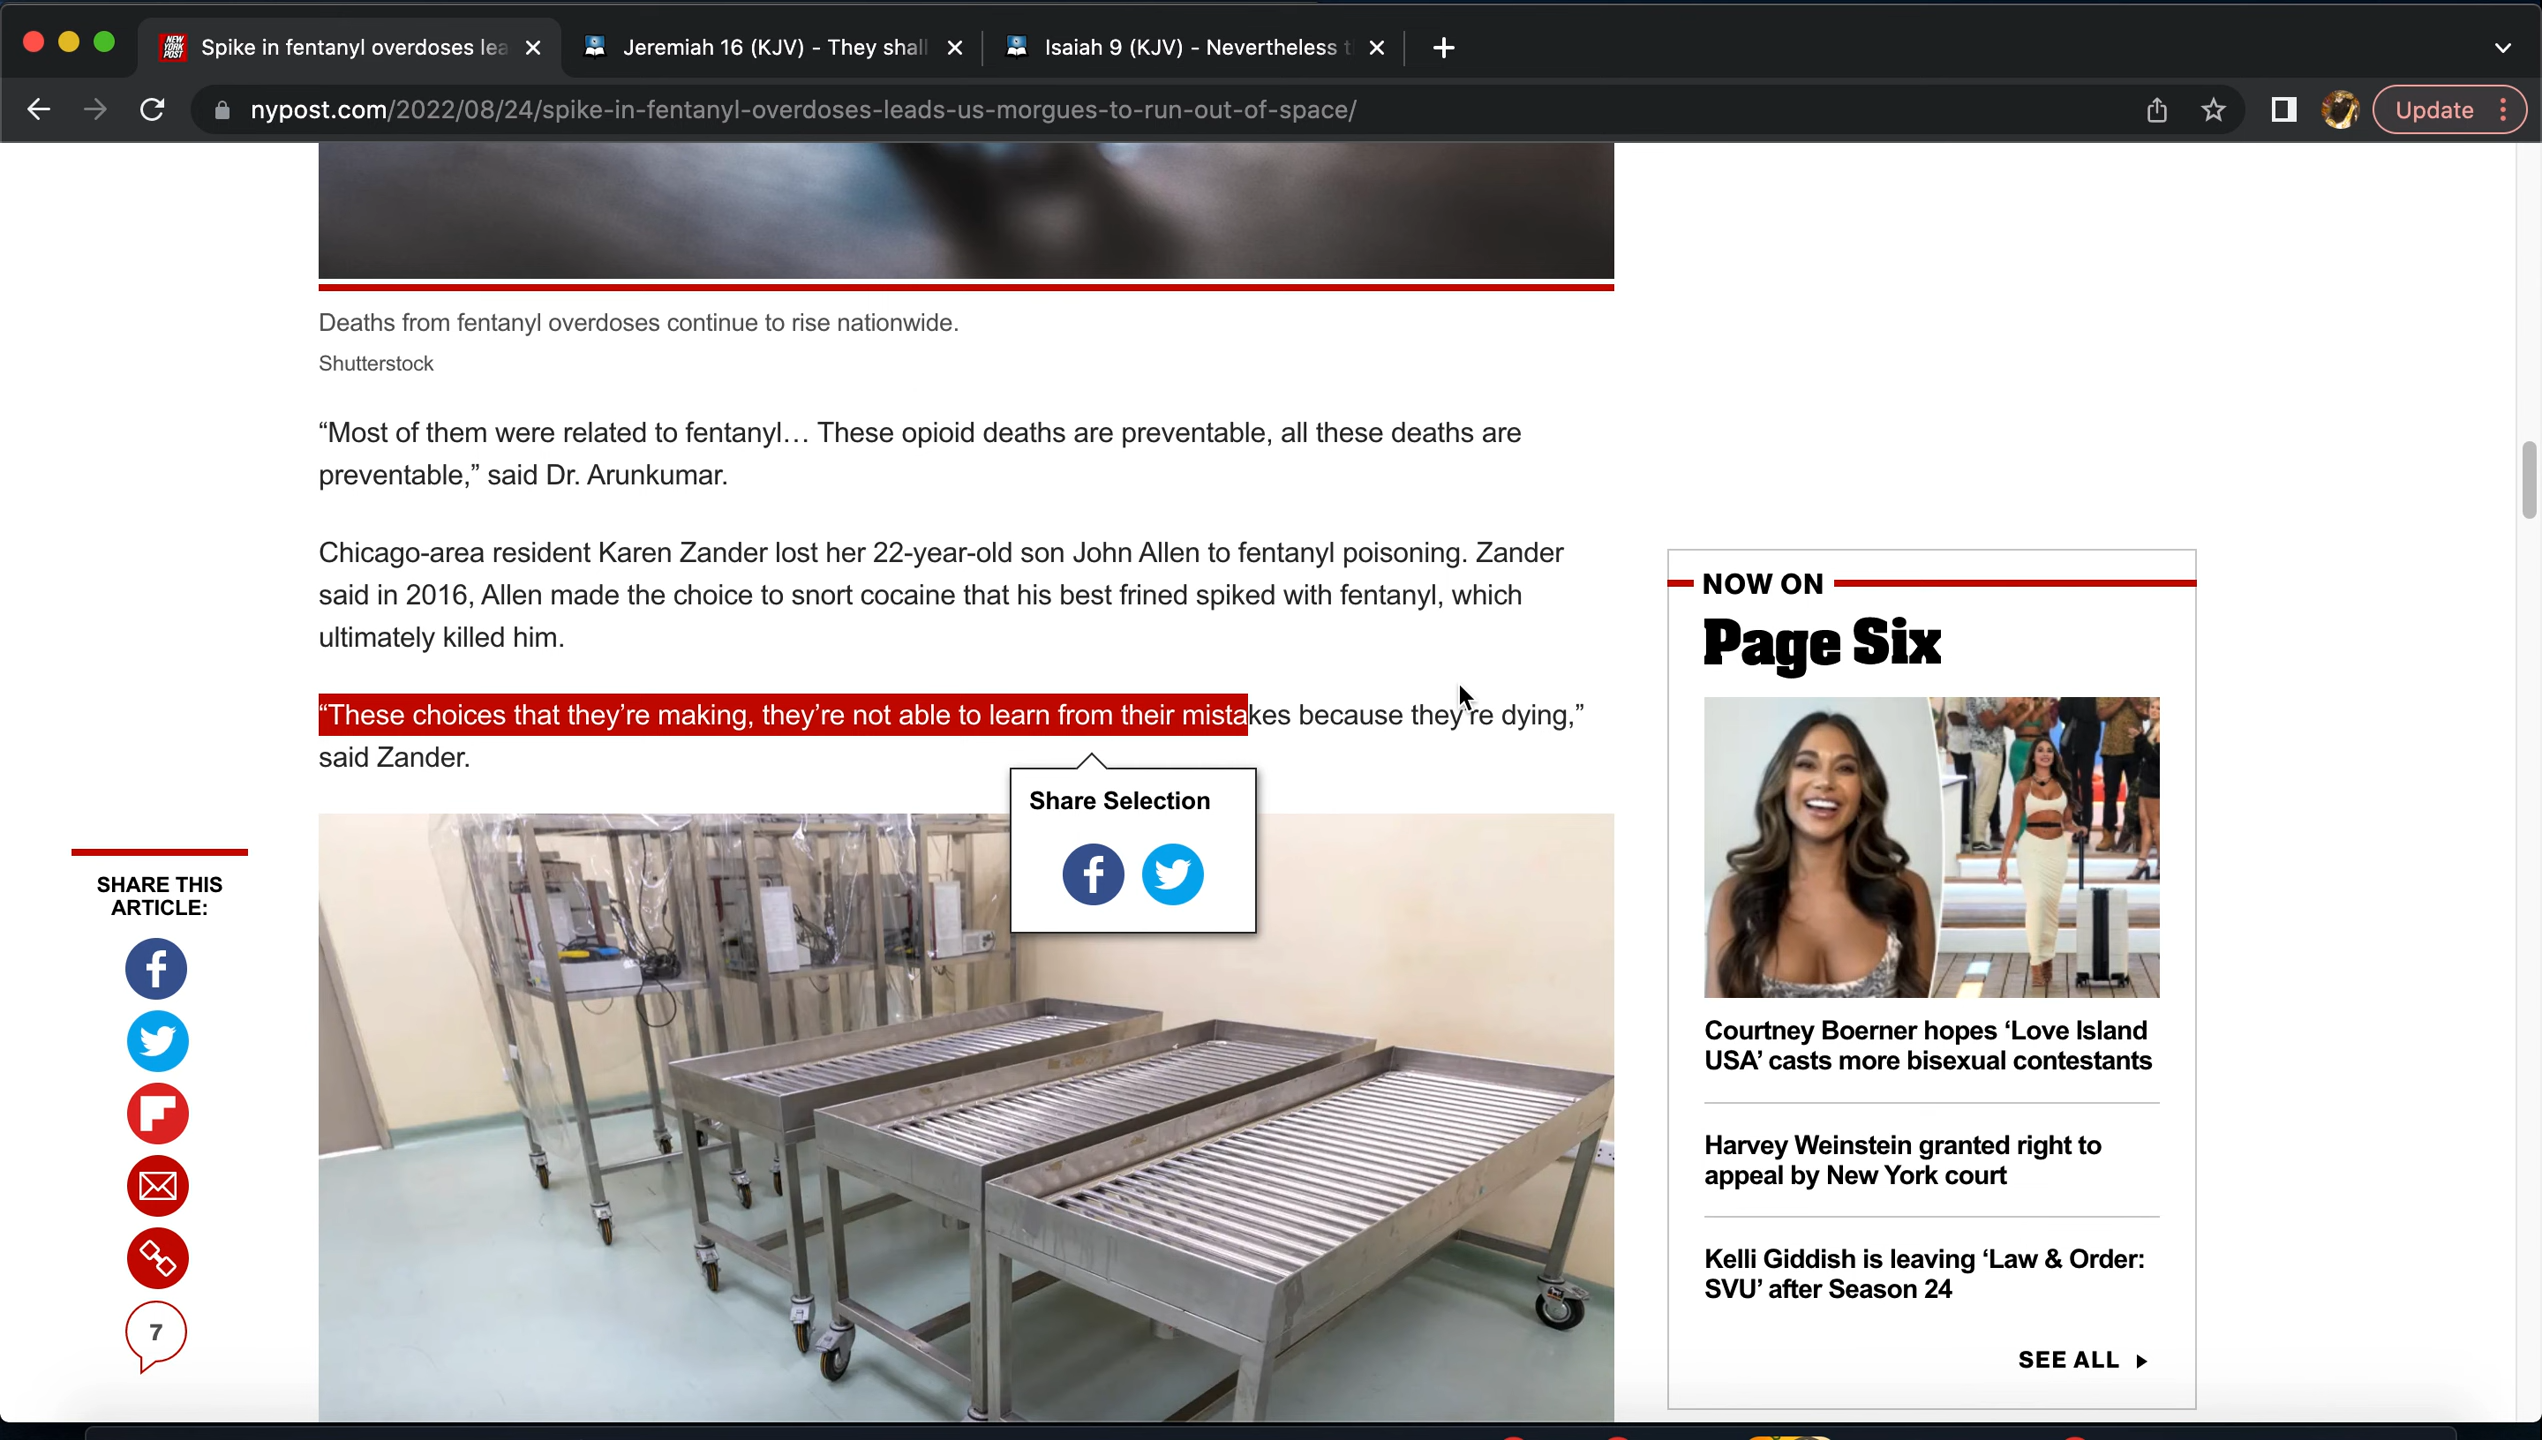 NEW YORK POST
Spike in fentanyl overdoses lea
Jeremiah 16 (KJV) - They shall
Isaiah 9 (KJV) - Nevertheless t
nypost.com/2022/08/24/spike-in-fentanyl-overdoses-leads-us-morgues-to-run-out-of-space/
Update
Deaths from fentanyl overdoses continue to rise nationwide.
Shutterstock
“Most of them were related to fentanyl… These opioid deaths are preventable, all these deaths are
preventable,” said Dr. Arunkumar.
Chicago-area resident Karen Zander lost her 22-year-old son John Allen to fentanyl poisoning. Zander
said in 2016, Allen made the choice to snort cocaine that his best frined spiked with fentanyl, which
ultimately killed him.
“These choices that they’re making, they’re not able to learn from their mistakes because they’re dying,”
said Zander.
Share Selection
SHARE THIS
ARTICLE:
7
NOW ON
Page Six
Courtney Boerner hopes ‘Love Island
USA’ casts more bisexual contestants
Harvey Weinstein granted right to
appeal by New York court
Kelli Giddish is leaving ‘Law & Order:
SVU’ after Season 24
SEE ALL